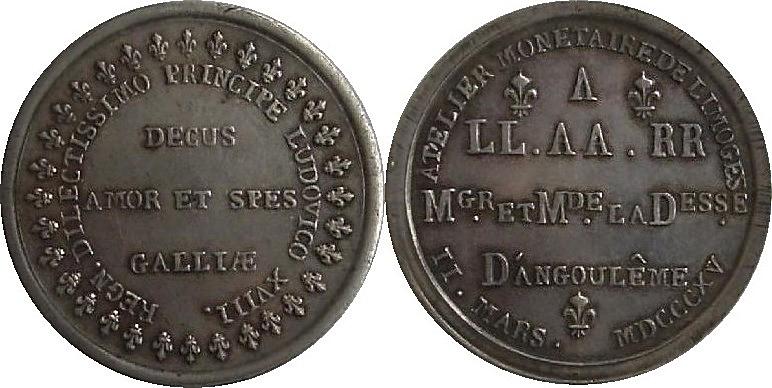 REGN. DILECTISSIMO PRINCIPE LUDOVICO XVIII.
DECUS
AMOR ET SPES
GALLIÆ
ATELIER MONETAIRE DE LIMOGES
A
LL.AA.RR
MGR. ET MDE LA DESSE
D'ANGOULÊME
II. MARS. MDCCCXV